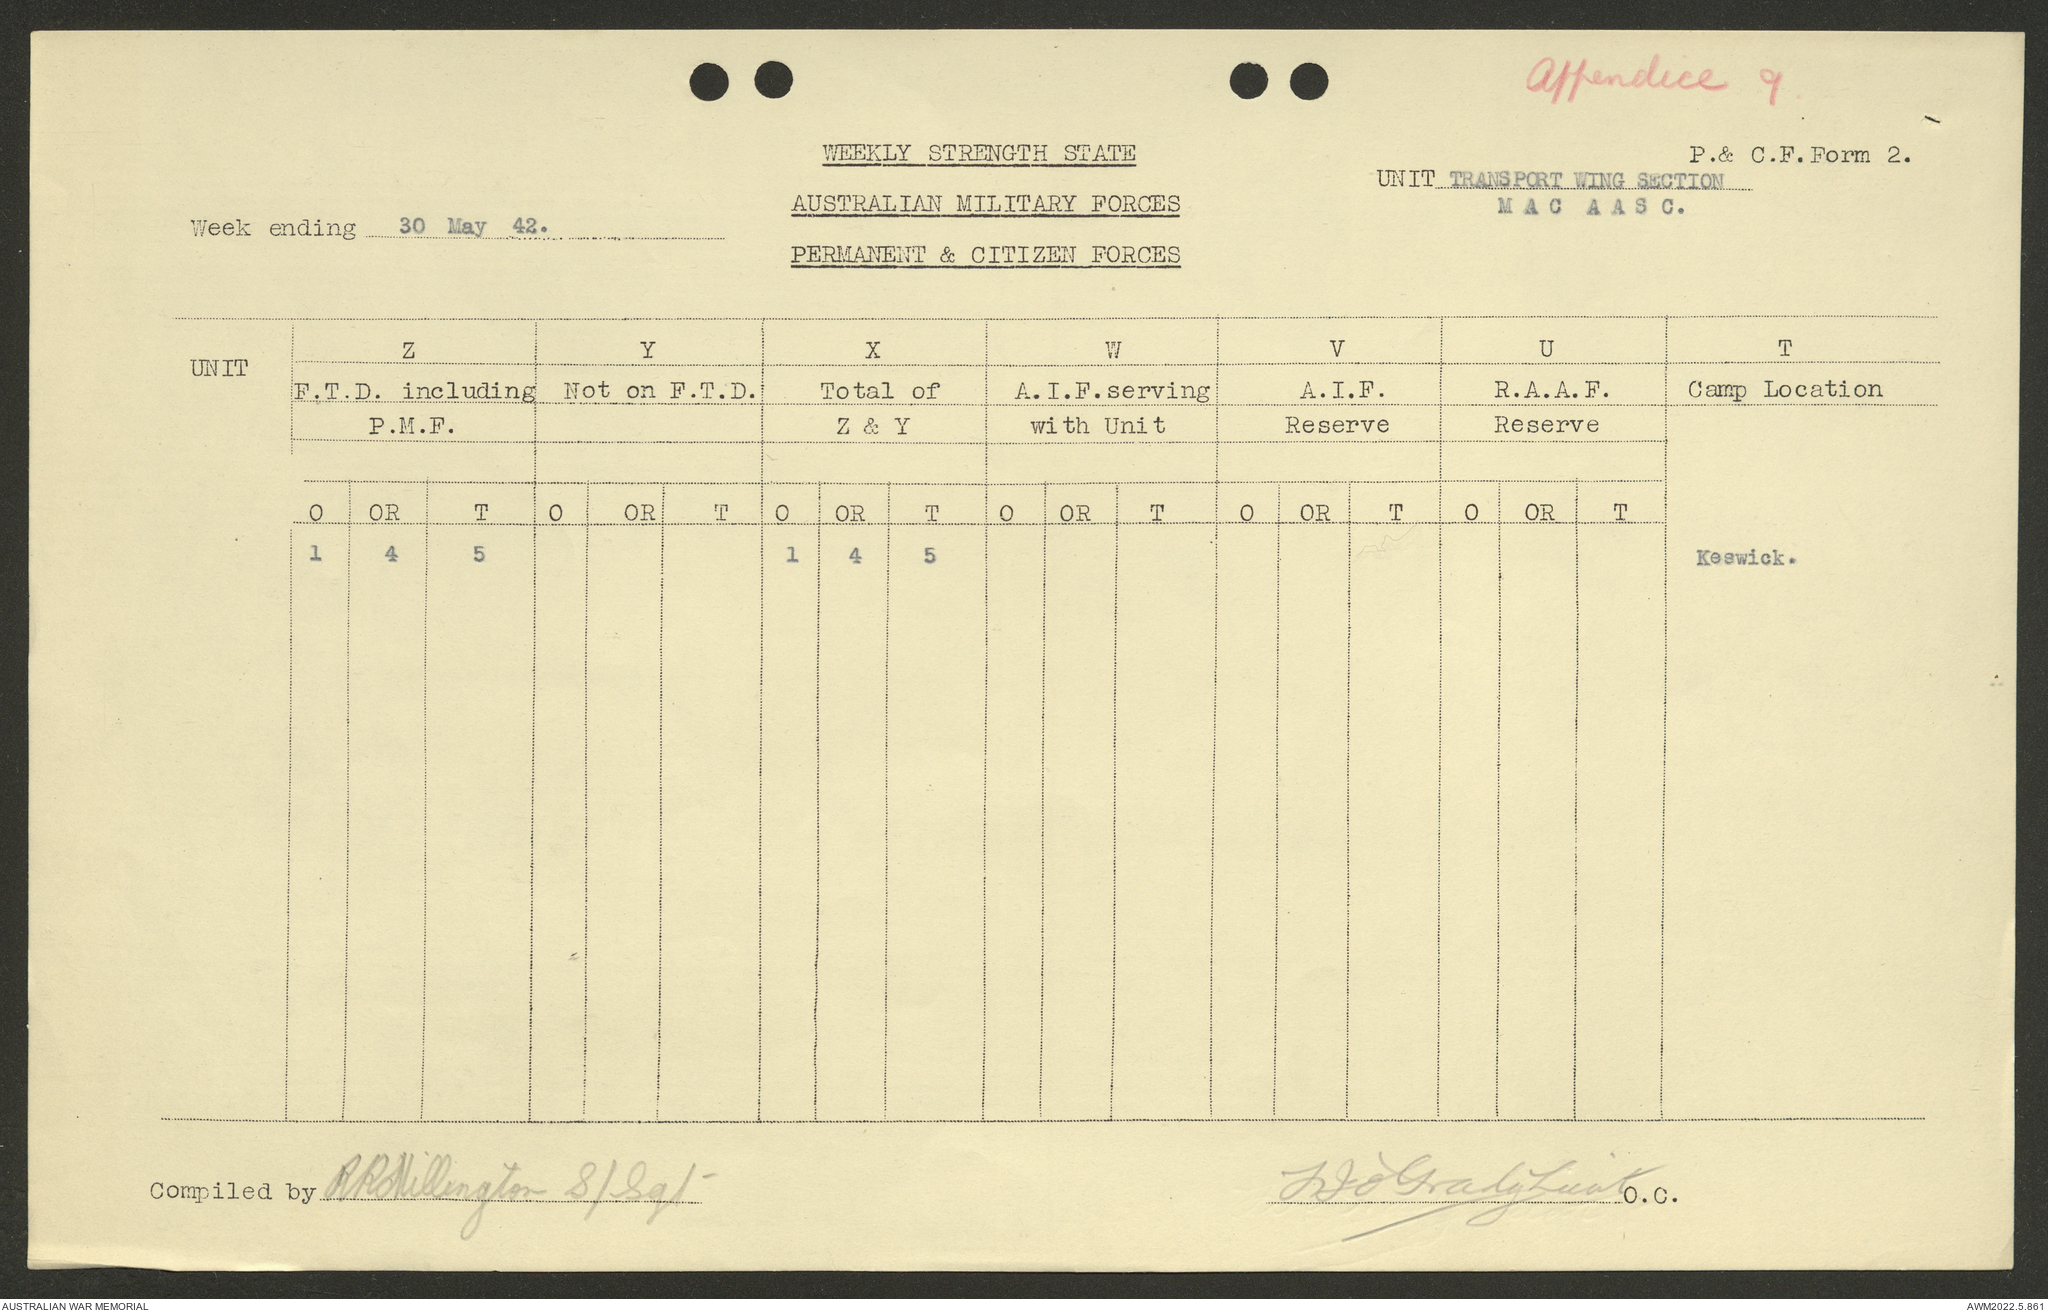 Appendice 9
P.& C.F.Form 2.
WEEKLY STRENGTH STATE
UNIT TRANSPORT WING SECTION
M A C A A S C.
AUSTRALIAN MILITARY FORCES
Week ending 30 May 42.
PERMANENT & CITIZEN FORCES
UNIT Z Y X W V U T
F.T.D. including Not on F.T.D. Total of A.I.F.serving A.I.F. R.A.A.F. Camp Location
P.M.F. Z & Y with Unit Reserve Reserve
O OR T O OR T O OR T O OR T O OR T O OR T
1 4 5 1 4 5 Keswick.
Compiled by S/Sgt O'Grady Lieut O.C.
AUSTRALIAN WAR MEMORIAL AWM2022.5.861